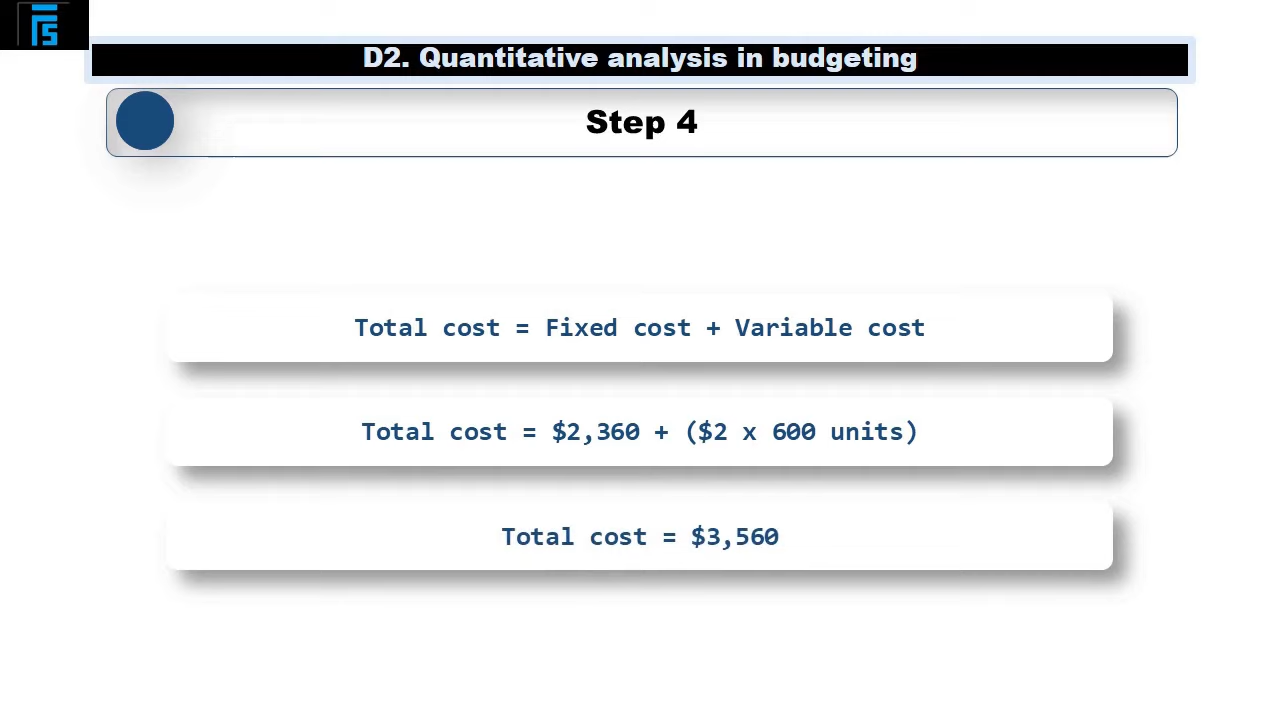 D2. Quantitative analysis in budgeting
Step 4
Total cost = Fixed cost + Variable cost
Total cost = $2,360 + ($2 x 600 units)
Total cost = $3,560